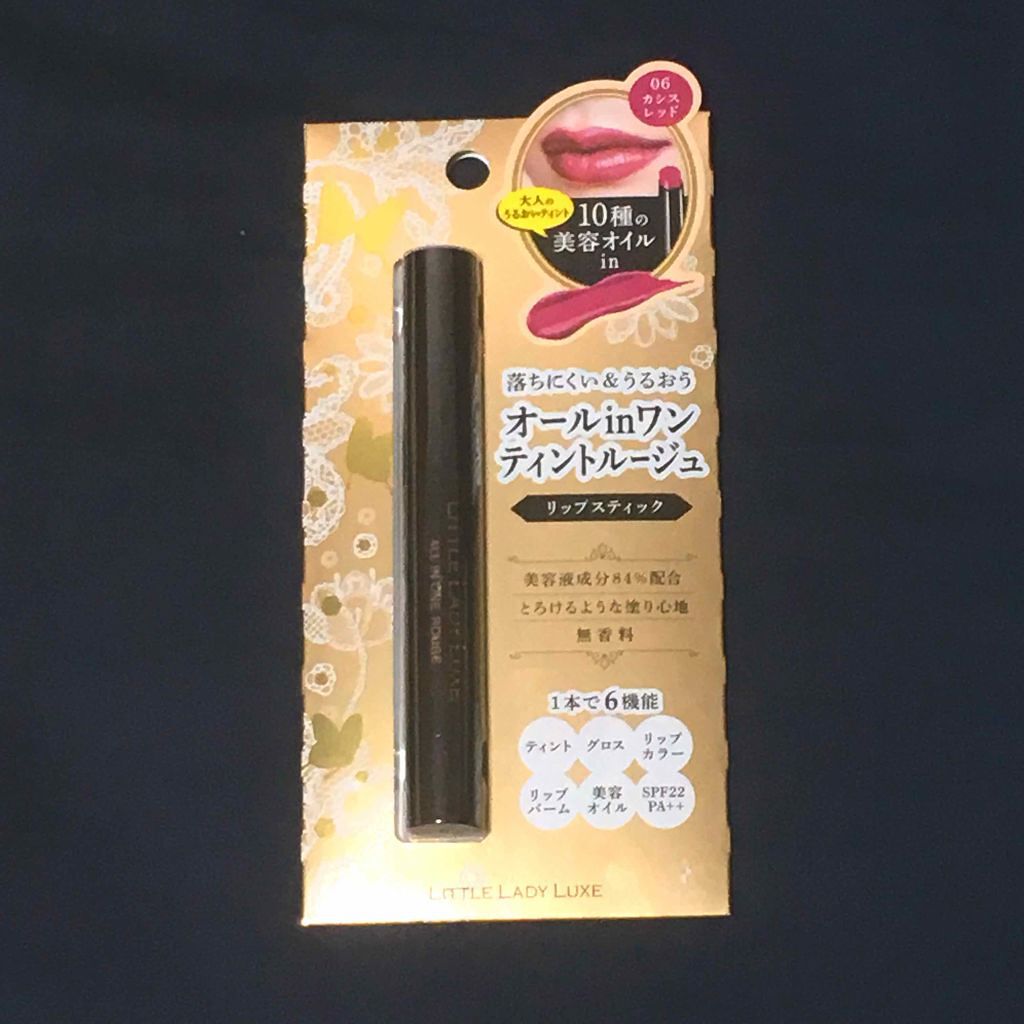 06
カシス
レッド
大人の
うるおいティント
10種の
美容オイル
in
落ちにくい&うるおう
オールinワン
ティントルージュ
リップスティック
美容液成分84%配合
とろけるような塗り心地
無香料
1本で6機能
ティント
グロス
リップ
カラー
リップ
バーム
美容
オイル
SPF22
PA++
LITTLE LADY LUXE
ALL IN ONE ROUGE
LITTLE LADY LUXE